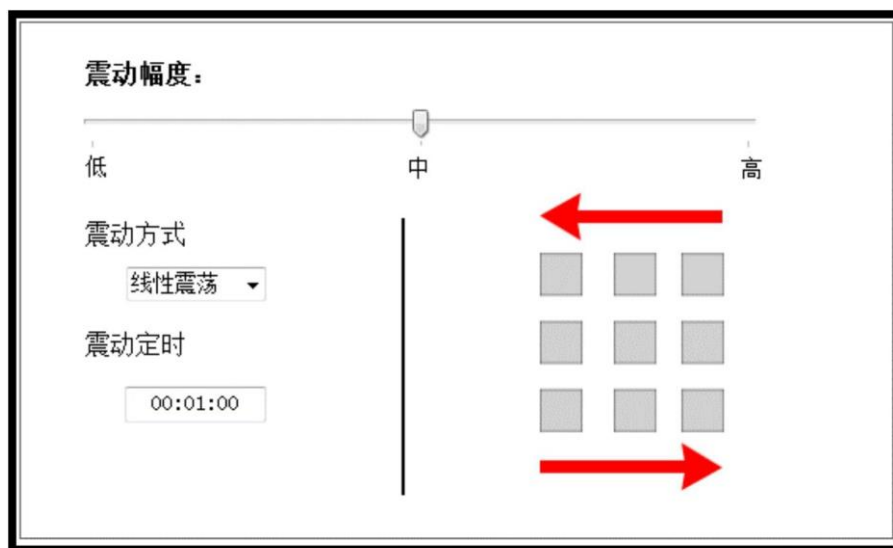 震动幅度：
低 中 高
震动方式
线性震荡
震动定时
00:01:00